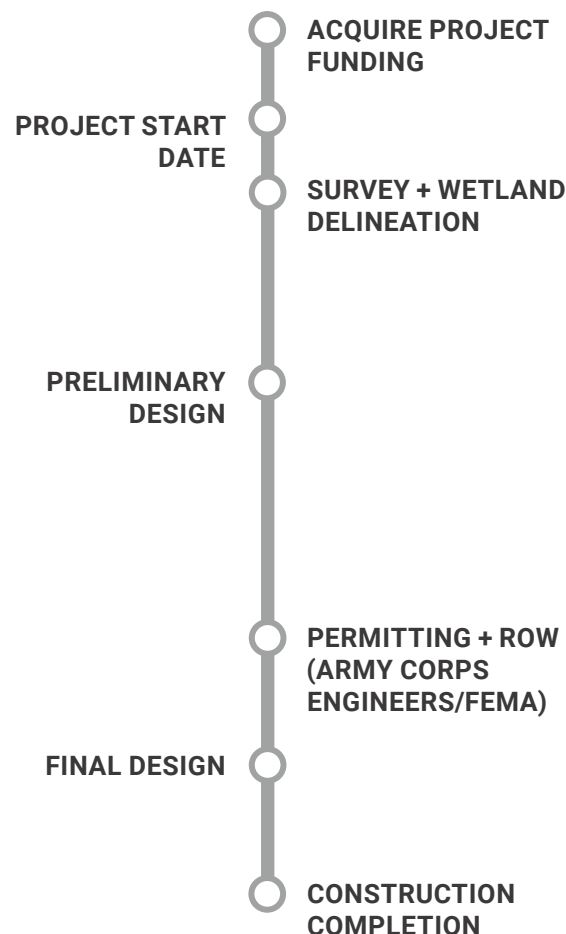 ACQUIRE PROJECT
FUNDING
PROJECT START
DATE
SURVEY + WETLAND
DELINEATION
PRELIMINARY
DESIGN
PERMITTING + ROW
(ARMY CORPS
ENGINEERS/FEMA)
FINAL DESIGN
CONSTRUCTION
COMPLETION